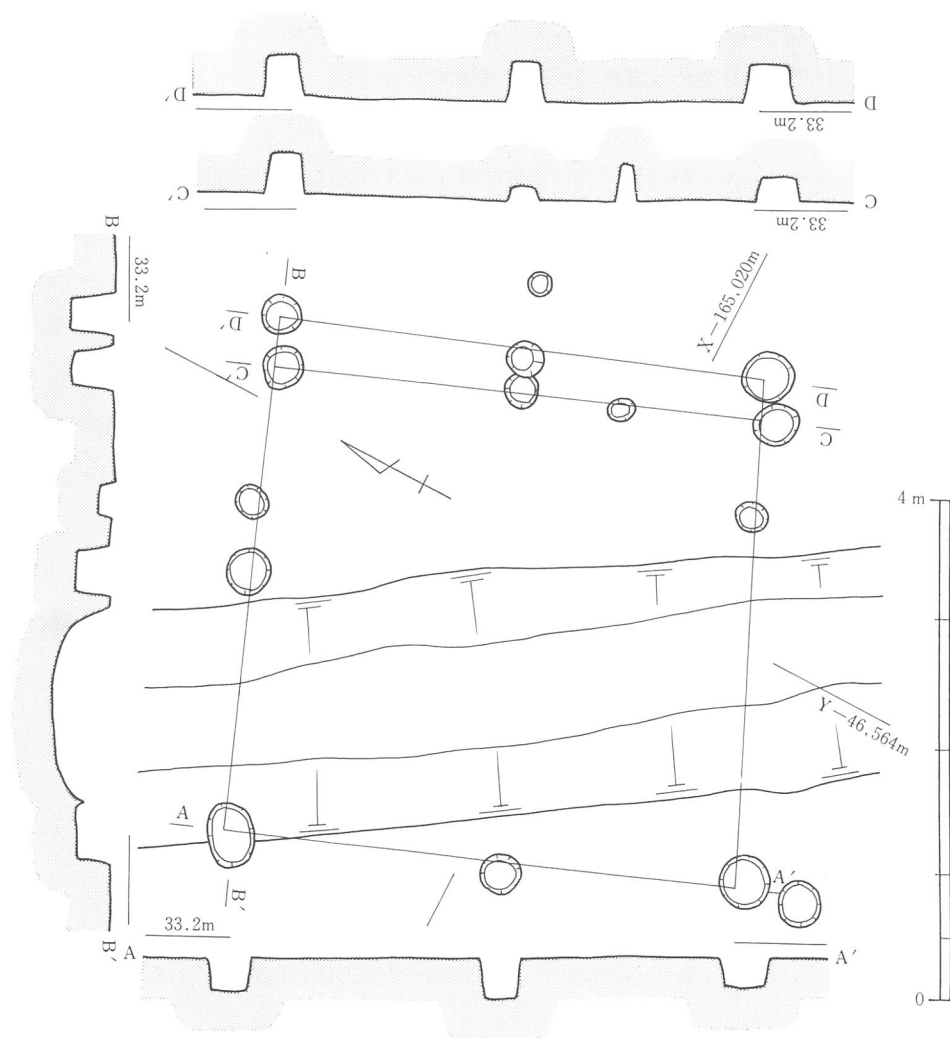 D′
D
33.2m
C′
C
33.2m
B
33.2m
B
D′
C′
X－165,020m
D
C
4 m
Y－46,564m
A
A′
B′
33.2m
B′
A
A′
0